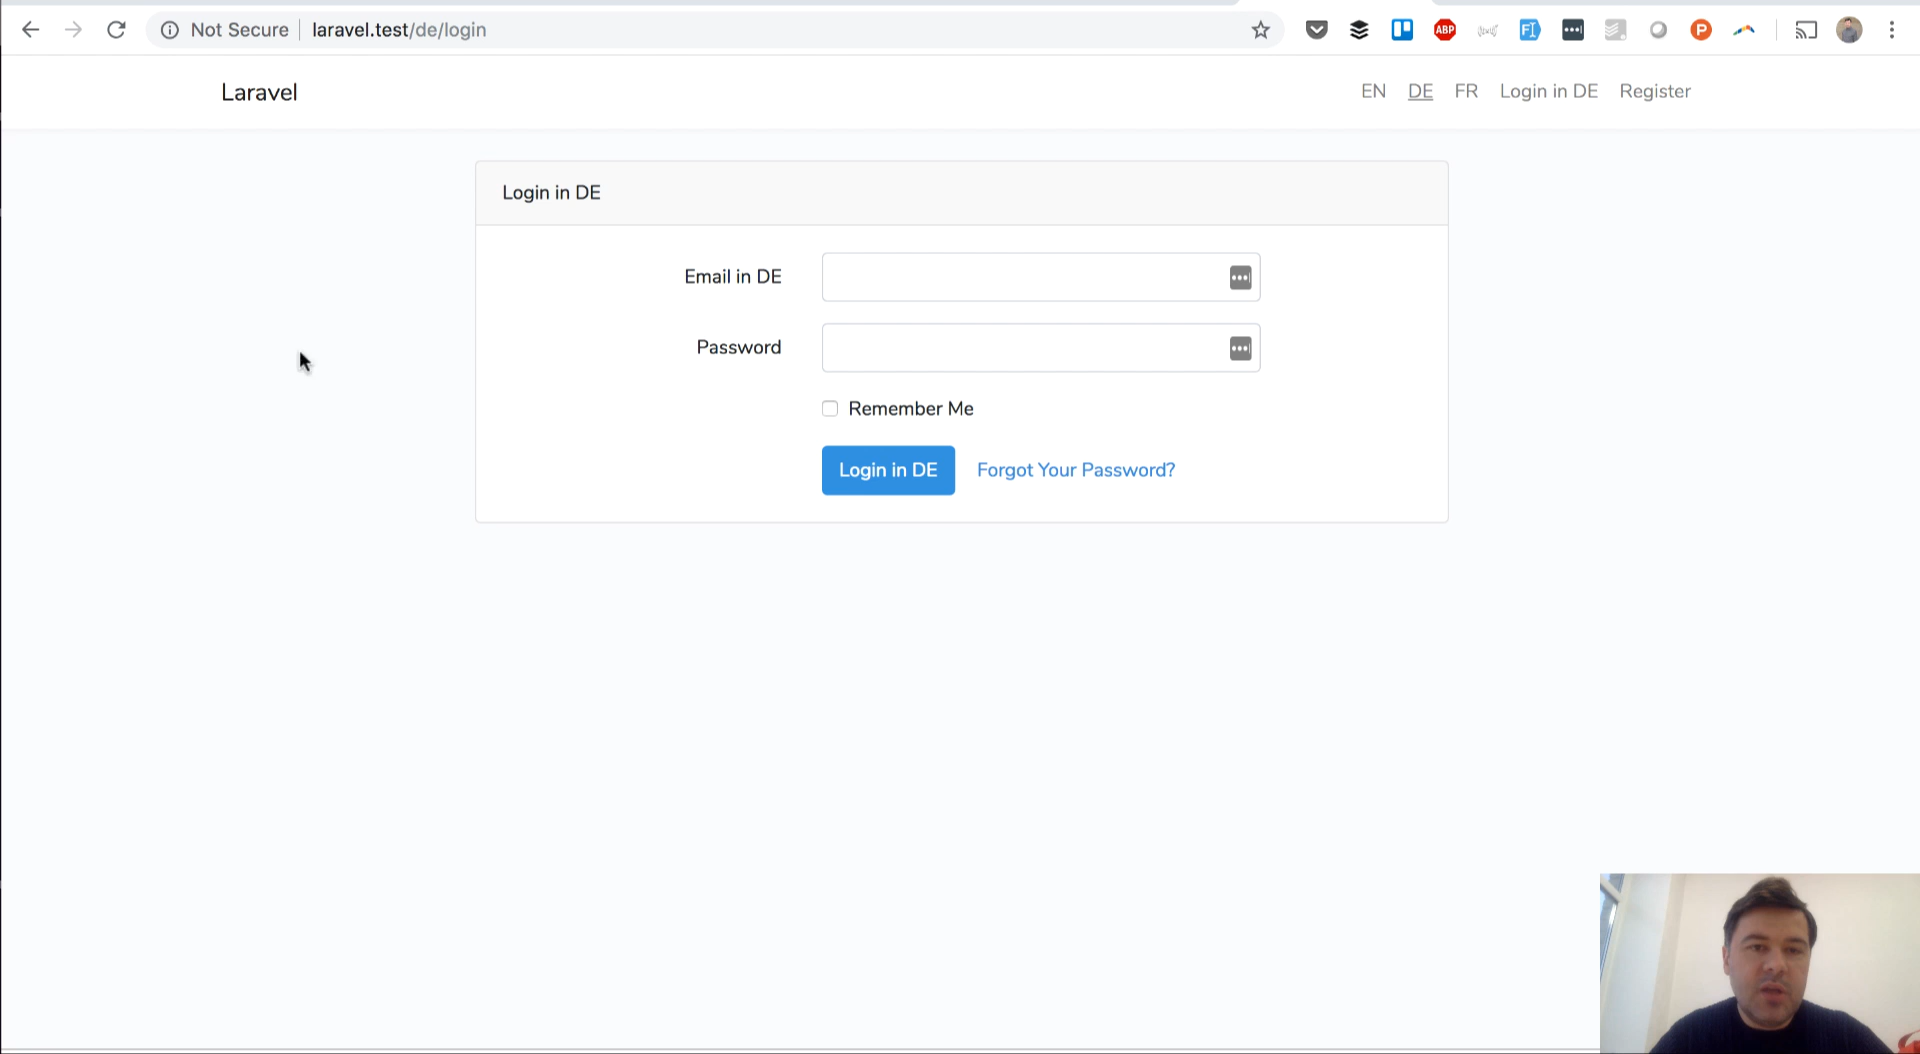 Not Secure laravel.test/de/login ABP P
Laravel EN DE FR Login in DE Register
Login in DE
Email in DE
Password
Remember Me
Login in DE Forgot Your Password?